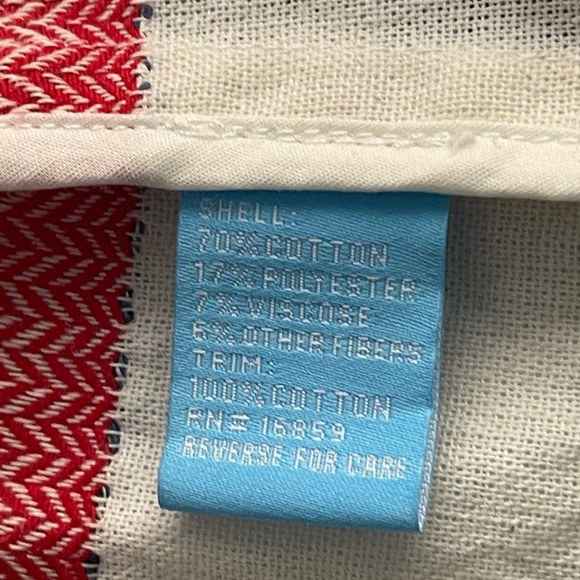 SHELL:
70% COTTON
17% POLYESTER
7% VISCOSE
6% OTHER FIBERS
TRIM:
100% COTTON
RN# 16859
REVERSE FOR CARE